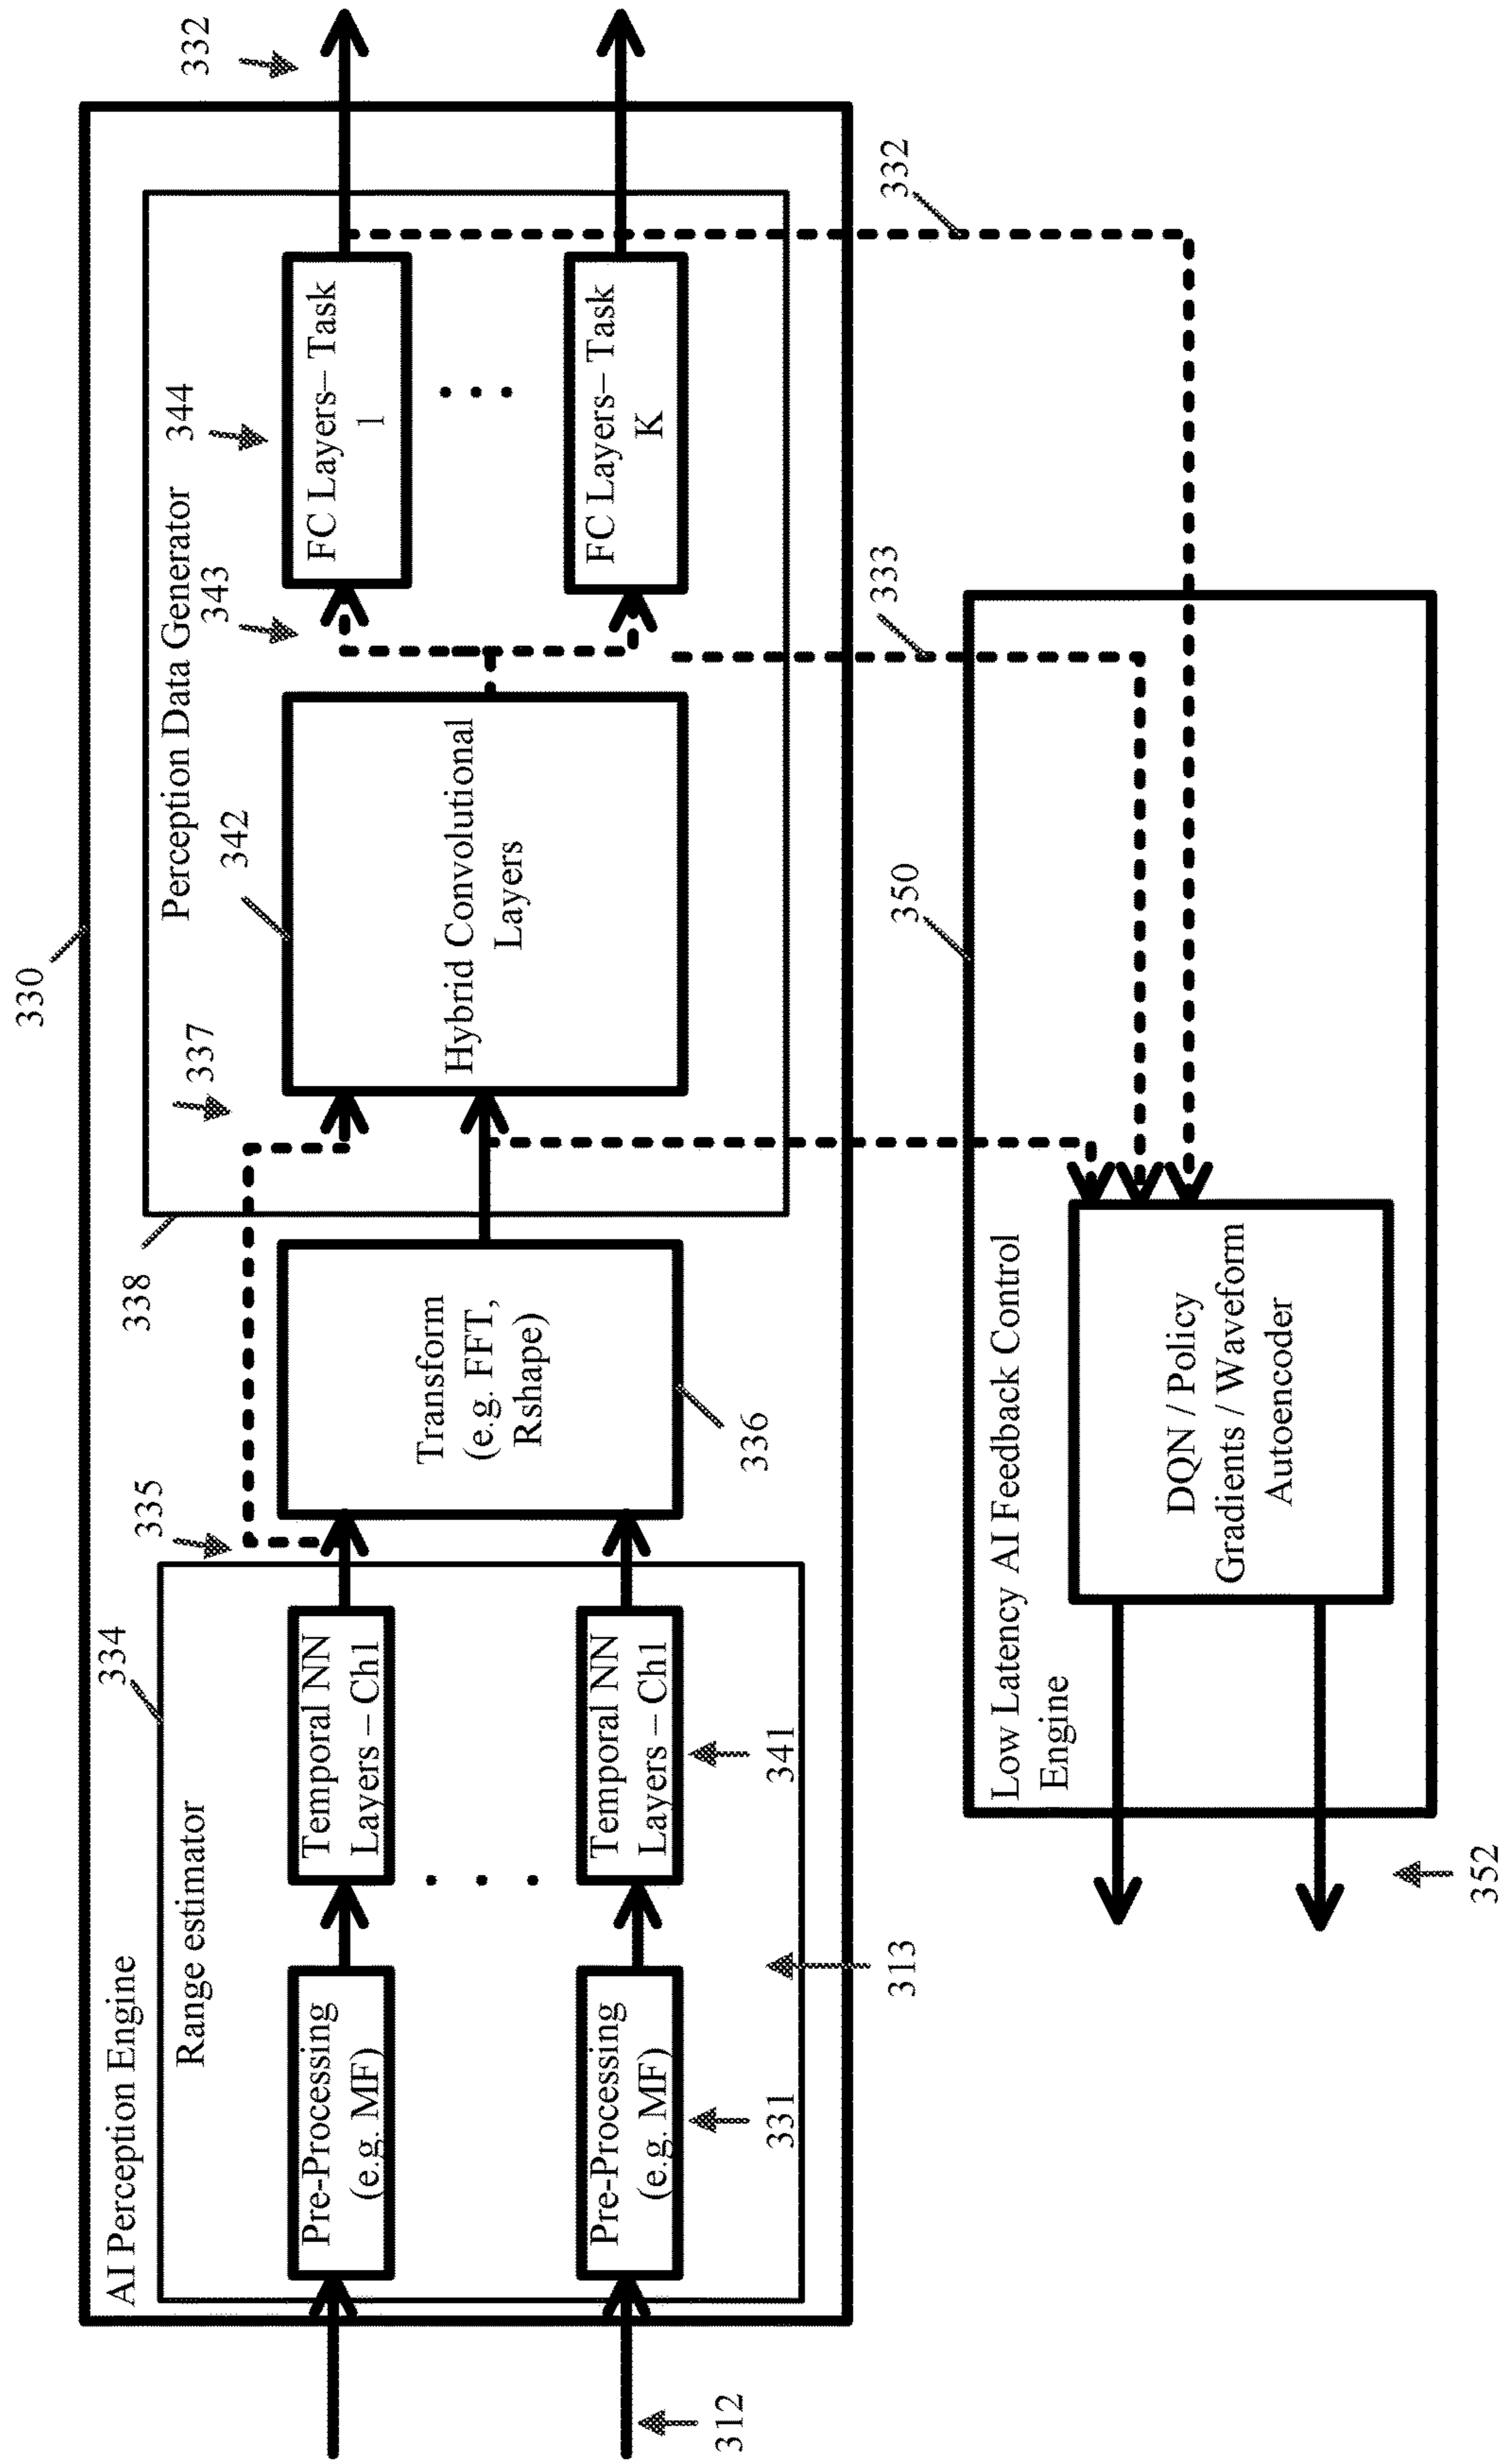 330
AI Perception Engine
334
Range estimator
335
338
337
Perception Data Generator
342
343
344
332
Pre-Processing
(e.g. MF)
Temporal NN
Layers – Ch1
Transform
(e.g. FFT,
Rshape)
Hybrid Convolutional
Layers
FC Layers– Task
1
. . .
Pre-Processing
(e.g. MF)
Temporal NN
Layers – Ch1
. . .
FC Layers– Task
K
312
331
313
341
336
350
333
332
Low Latency AI Feedback Control
Engine
DQN / Policy
Gradients / Waveform
Autoencoder
352